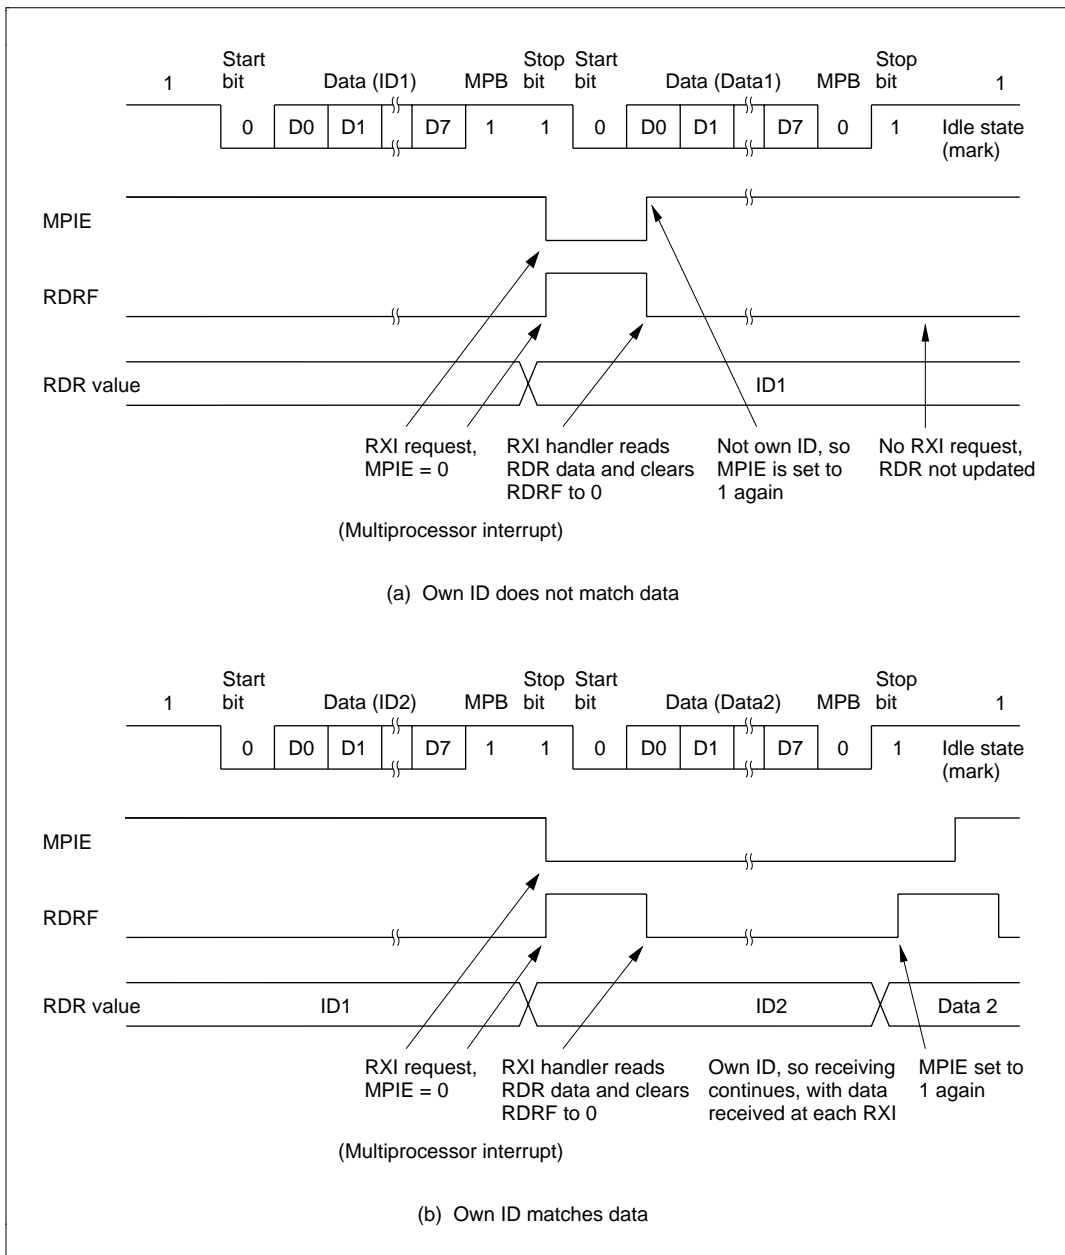 Start Stop Start Stop
1 bit Data (ID1) MPB bit bit Data (Data1) MPB bit 1
0 D0 D1 D7 1 1 0 D0 D1 D7 0 1 Idle state
(mark)
MPIE
RDRF
RDR value ID1
RXI request,
MPIE = 0
RXI handler reads
RDR data and clears
RDRF to 0
Not own ID, so
MPIE is set to
1 again
No RXI request,
RDR not updated
(Multiprocessor interrupt)
(a) Own ID does not match data
Start Stop Start Stop
1 bit Data (ID2) MPB bit bit Data (Data2) MPB bit 1
0 D0 D1 D7 1 1 0 D0 D1 D7 0 1 Idle state
(mark)
MPIE
RDRF
RDR value ID1 ID2 Data 2
RXI request,
MPIE = 0
RXI handler reads
RDR data and clears
RDRF to 0
Own ID, so receiving
continues, with data
received at each RXI
MPIE set to
1 again
(Multiprocessor interrupt)
(b) Own ID matches data